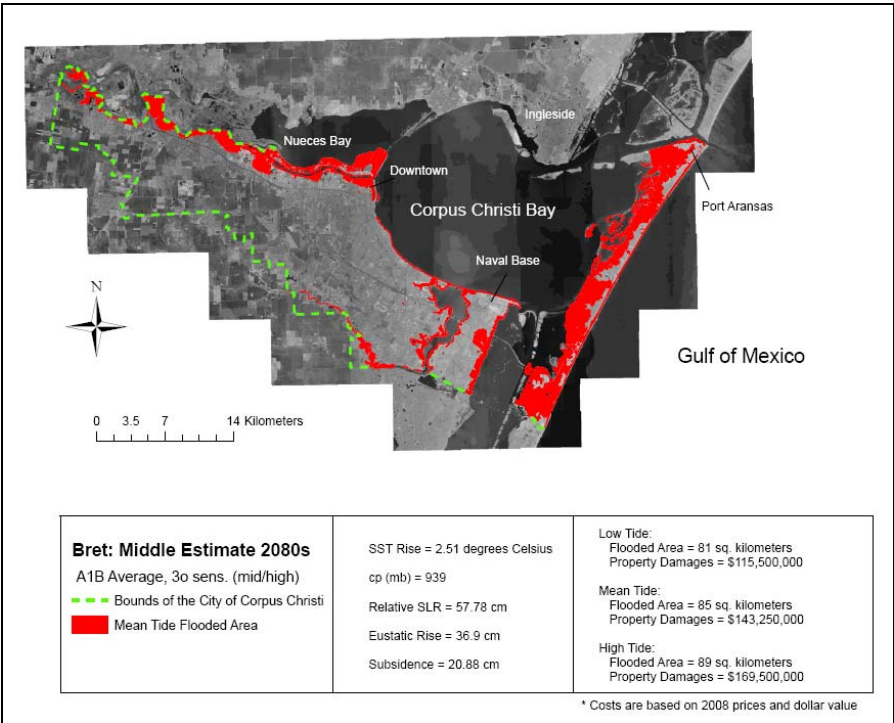 Ingleside
Nueces Bay
Downtown
Port Aransas
Corpus Christi Bay
Naval Base
N
Gulf of Mexico
0 3.5 7 14 Kilometers
Bret: Middle Estimate 2080s
A1B Average, 3o sens. (mid/high)
Bounds of the City of Corpus Christi
Mean Tide Flooded Area
SST Rise = 2.51 degrees Celsius
cp (mb) = 939
Relative SLR = 57.78 cm
Eustatic Rise = 36.9 cm
Subsidence = 20.88 cm
Low Tide:
Flooded Area = 81 sq. kilometers
Property Damages = $115,500,000
Mean Tide:
Flooded Area = 85 sq. kilometers
Property Damages = $143,250,000
High Tide:
Flooded Area = 89 sq. kilometers
Property Damages = $169,500,000
* Costs are based on 2008 prices and dollar value